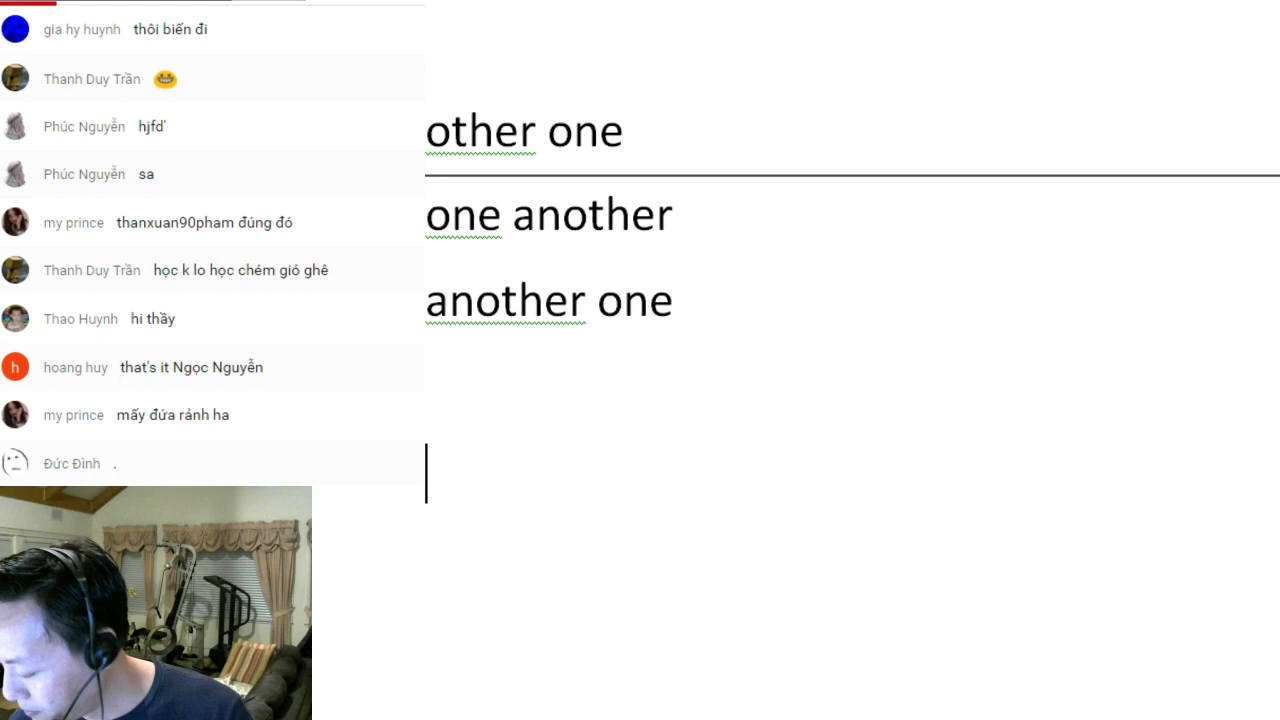 gia hy huynh thôi biến đi
Thanh Duy Trần
Phúc Nguyễn hjfd'
Phúc Nguyễn sa
my prince thanxuan90pham đúng đó
Thanh Duy Trần học k lo học chém gió ghê
Thao Huynh hi thầy
hoang huy that's it Ngọc Nguyễn
my prince mấy đứa rảnh ha
Đức Đình .
h
other one
one another
another one